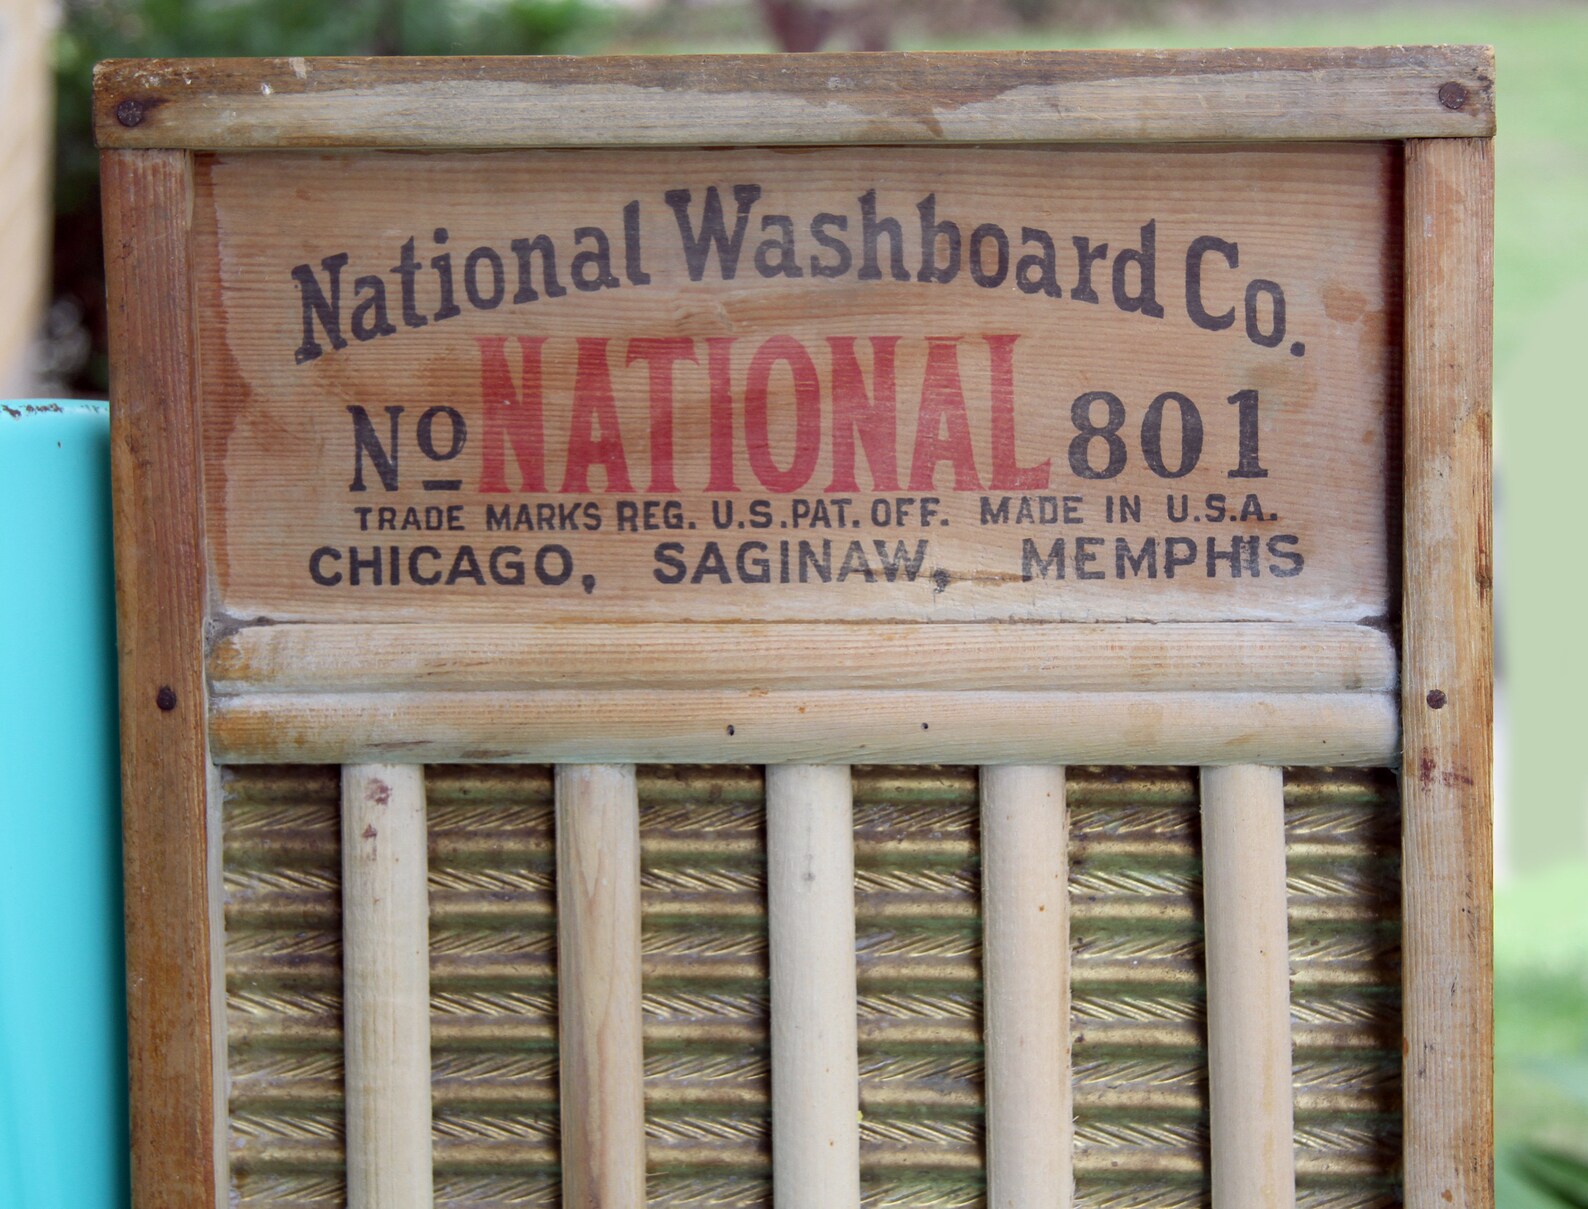 National Washboard Co.
No NATIONAL 801
TRADE MARKS REG. U.S. PAT. OFF. MADE IN U.S.A.
CHICAGO, SAGINAW, MEMPHIS